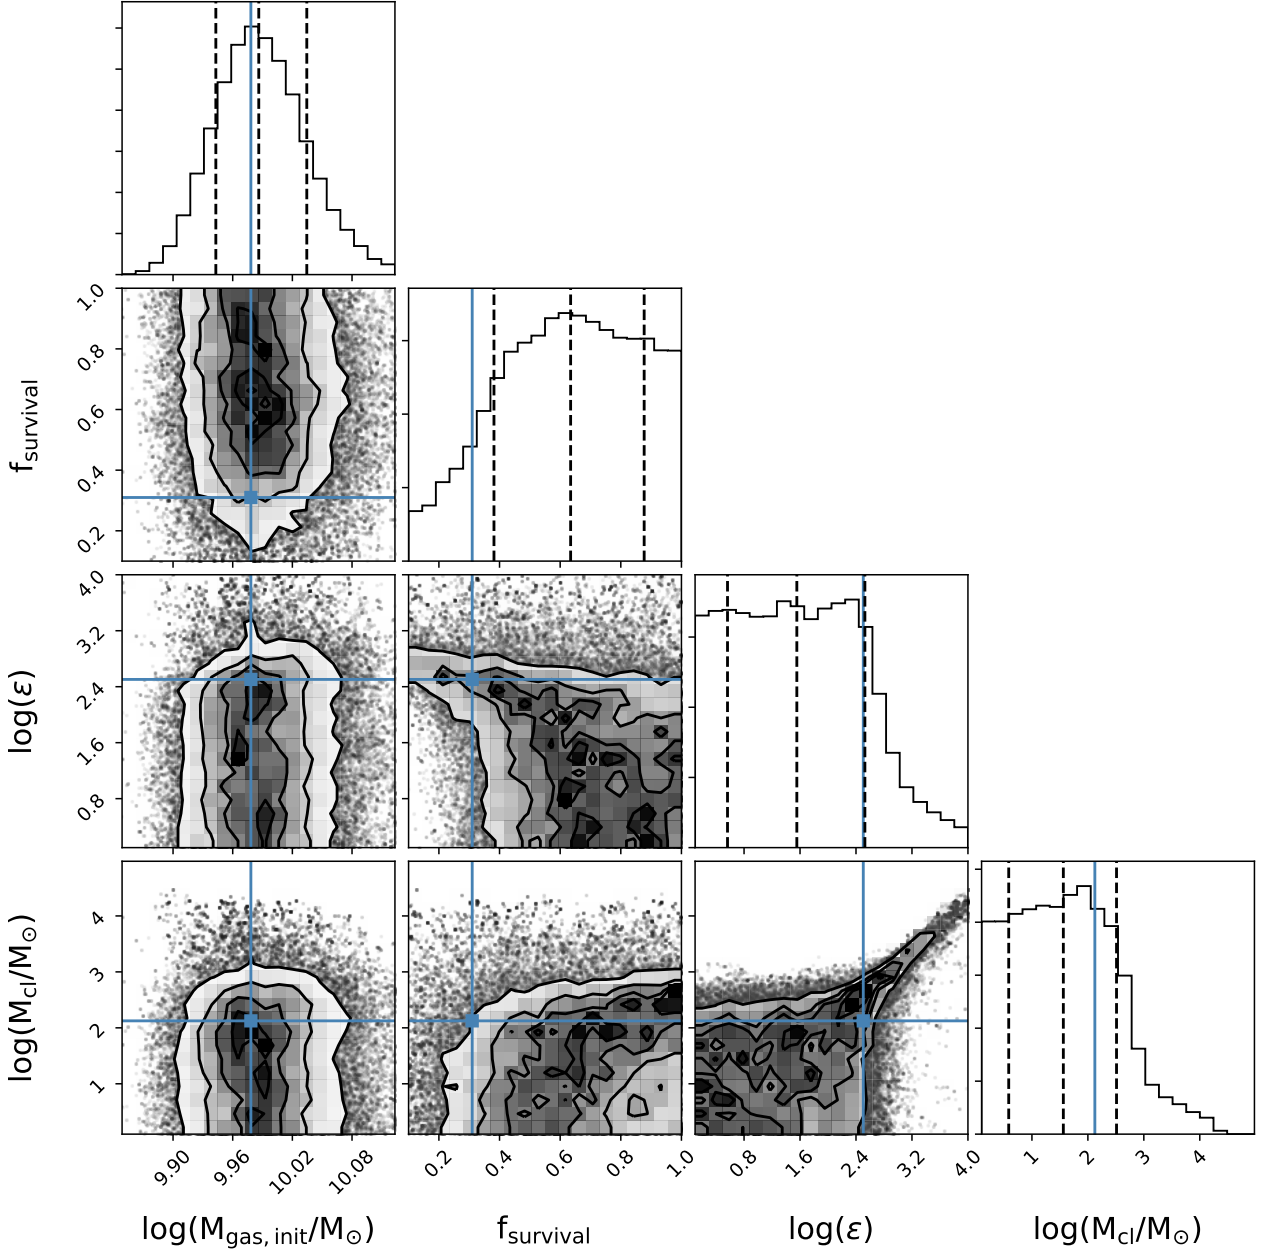 1.0
0.8
0.6
0.4
0.2
f_survival
4.0
3.2
2.4
1.6
0.8
log(ε)
4
3
2
1
log(M_cl/M_⊙)
9.90 9.96 10.02 10.08 0.2 0.4 0.6 0.8 1.0 0.8 1.6 2.4 3.2 4.0 1 2 3 4
log(M_gas, init/M_⊙) f_survival log(ε) log(M_cl/M_⊙)